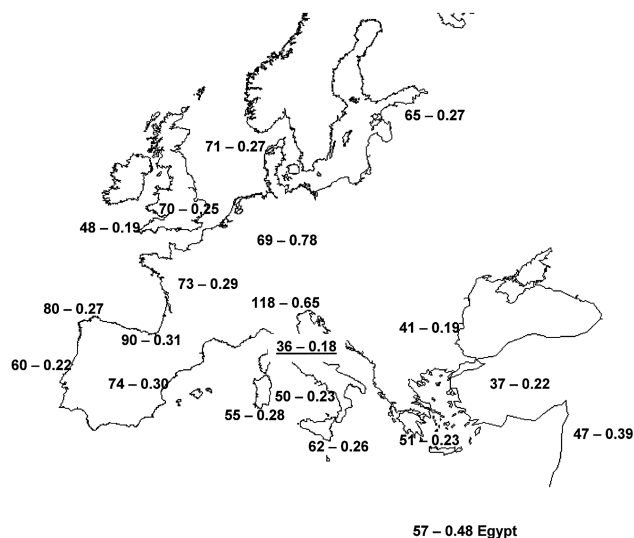 65 – 0.27
71 – 0.27
70 – 0.25
48 – 0.19
69 – 0.78
73 – 0.29
118 – 0.65
80 – 0.27
41 – 0.19
90 – 0.31
36 – 0.18
60 – 0.22
74 – 0.30
37 – 0.22
50 – 0.23
55 – 0.28
47 – 0.39
51 – 0.23
62 – 0.26
57 – 0.48 Egypt